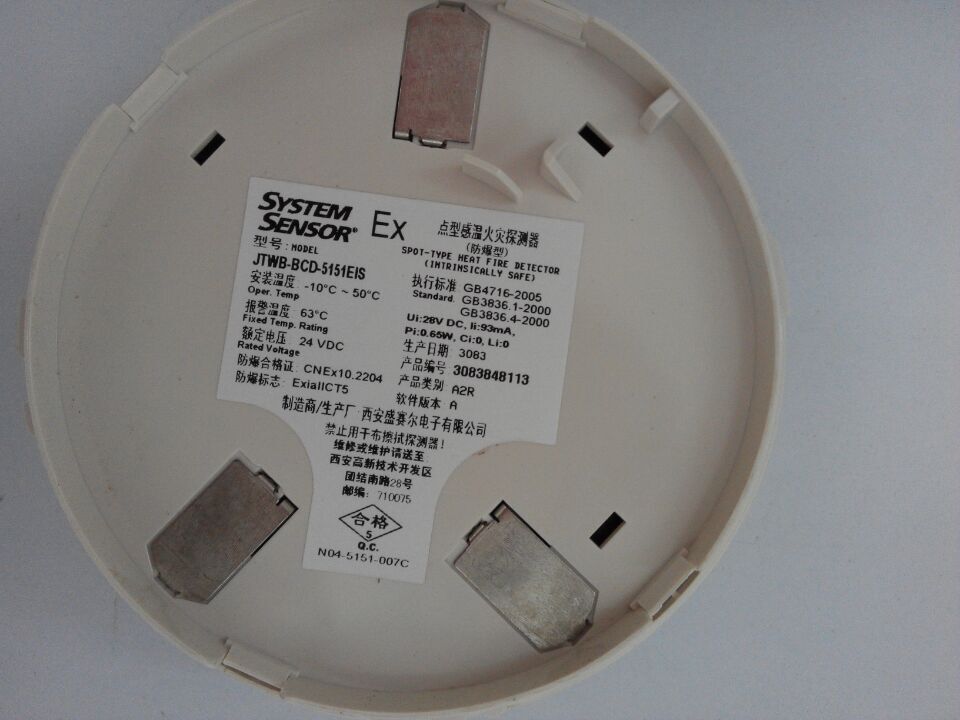 SYSTEM SENSOR®
Ex
点型感温火灾探测器
(防爆型)
SPOT-TYPE HEAT FIRE DETECTOR
(INTRINSICALLY SAFE)
型号: MODEL
JTWB-BCD-5151EIS
安装温度: -10°C ~ 50°C
Oper. Temp
报警温度: 63°C
Fixed Temp. Rating
额定电压: 24 VDC
Rated Voltage
防爆合格证: CNEx10.2204
防爆标志: ExiaIICT5
执行标准: GB4716-2005
Standard. GB3836.1-2000
GB3836.4-2000
Ui:28V DC, Ii:93mA,
Pi:0.65W, Ci:0, Li:0
生产日期: 3083
产品编号 3083848113
产品类别: A2R
软件版本: A
制造商/生产厂:西安盛赛尔电子有限公司
禁止用干布擦拭探测器!
维修或维护请送至:
西安高新技术开发区
团结南路28号
邮编: 710075
合格
5
Q.C.
N04-5151-007C